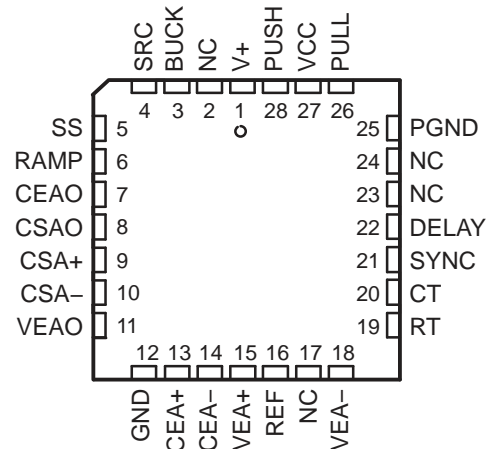 SRC BUCK NC V+ PUSH VCC PULL
4 3 2 1 28 27 26
SS 5 25 PGND
RAMP 6 24 NC
CEAO 7 23 NC
CSAO 8 22 DELAY
CSA+ 9 21 SYNC
CSA− 10 20 CT
VEAO 11 19 RT
12 13 14 15 16 17 18
GND CEA+ CEA− VEA+ REF NC VEA−